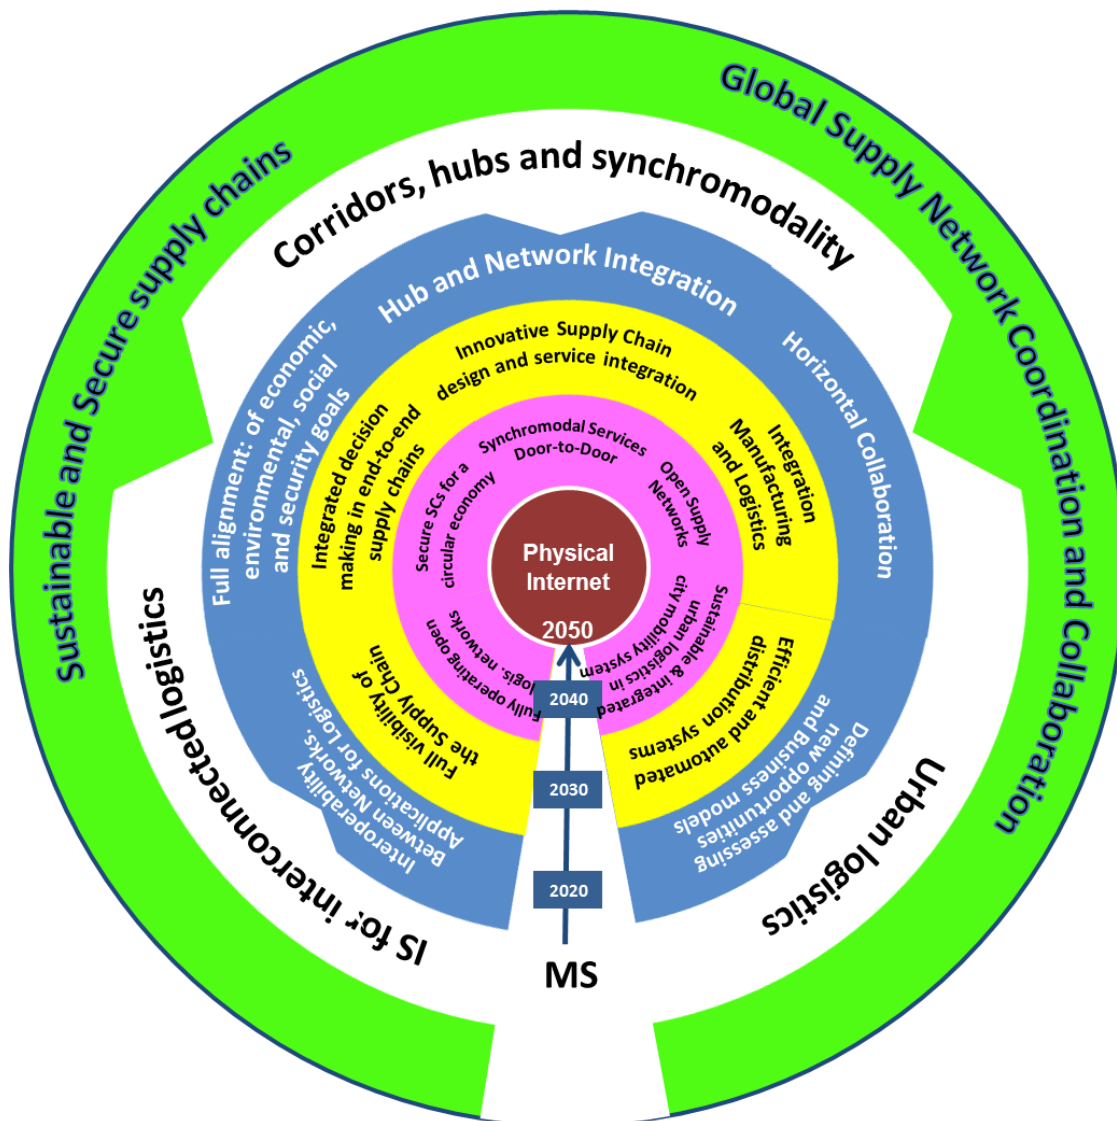 Global Supply Network Coordination and Collaboration
Sustainable and Secure supply chains
Corridors, hubs and synchromodality
IS for interconnected logistics
Urban logistics
Hub and Network Integration
Full alignment: of economic,
environmental, social
and security goals
Horizontal Collaboration
Interoperability
Between Networks.
Applications for Logistics
Defining and assessing
new opportunities
and Business models
Innovative Supply Chain
design and service integration
Integrated decision
making in end-to-end
supply chains
Integration
Manufacturing
and Logistics
Full visibility of
the Supply Chain
Efficient and automated
distribution systems
Synchromodal Services
Door-to-Door
Secure SCs for a
circular economy
Open Supply
Networks
Fully operating open
logis. networks
Sustainable & integrated
urban logistics in
city mobility system
Physical
Internet
2050
2040
2030
2020
MS